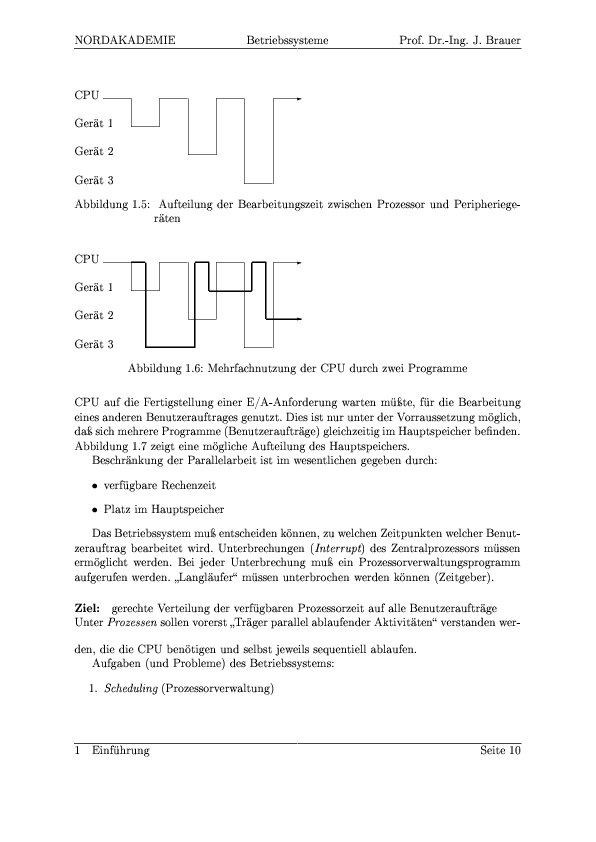 NORDAKADEMIE Betriebssysteme Prof. Dr.-Ing. J. Brauer
CPU
Gerät 1
Gerät 2
Gerät 3
Abbildung 1.5: Aufteilung der Bearbeitungszeit zwischen Prozessor und Peripheriege-
räten
CPU
Gerät 1
Gerät 2
Gerät 3
Abbildung 1.6: Mehrfachnutzung der CPU durch zwei Programme
CPU auf die Fertigstellung einer E/A-Anforderung warten müßte, für die Bearbeitung
eines anderen Benutzerauftrages genutzt. Dies ist nur unter der Vorraussetzung möglich,
daß sich mehrere Programme (Benutzeraufträge) gleichzeitig im Hauptspeicher befinden.
Abbildung 1.7 zeigt eine mögliche Aufteilung des Hauptspeichers.
Beschränkung der Parallelarbeit ist im wesentlichen gegeben durch:
• verfügbare Rechenzeit
• Platz im Hauptspeicher
Das Betriebssystem muß entscheiden können, zu welchen Zeitpunkten welcher Benut-
zerauftrag bearbeitet wird. Unterbrechungen (Interrupt) des Zentralprozessors müssen
ermöglicht werden. Bei jeder Unterbrechung muß ein Prozessorverwaltungsprogramm
aufgerufen werden. „Langläufer“ müssen unterbrochen werden können (Zeitgeber).
Ziel: gerechte Verteilung der verfügbaren Prozessorzeit auf alle Benutzeraufträge
Unter Prozessen sollen vorerst „Träger parallel ablaufender Aktivitäten“ verstanden wer-
den, die die CPU benötigen und selbst jeweils sequentiell ablaufen.
Aufgaben (und Probleme) des Betriebssystems:
1. Scheduling (Prozessorverwaltung)
1 Einführung Seite 10